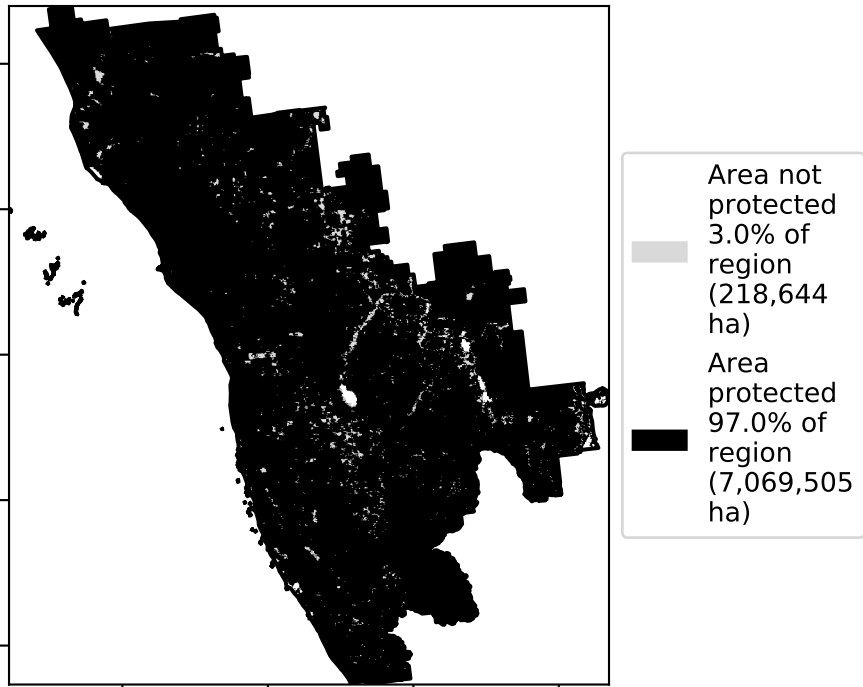 Area not
protected
3.0% of
region
(218,644
ha)
Area
protected
97.0% of
region
(7,069,505
ha)